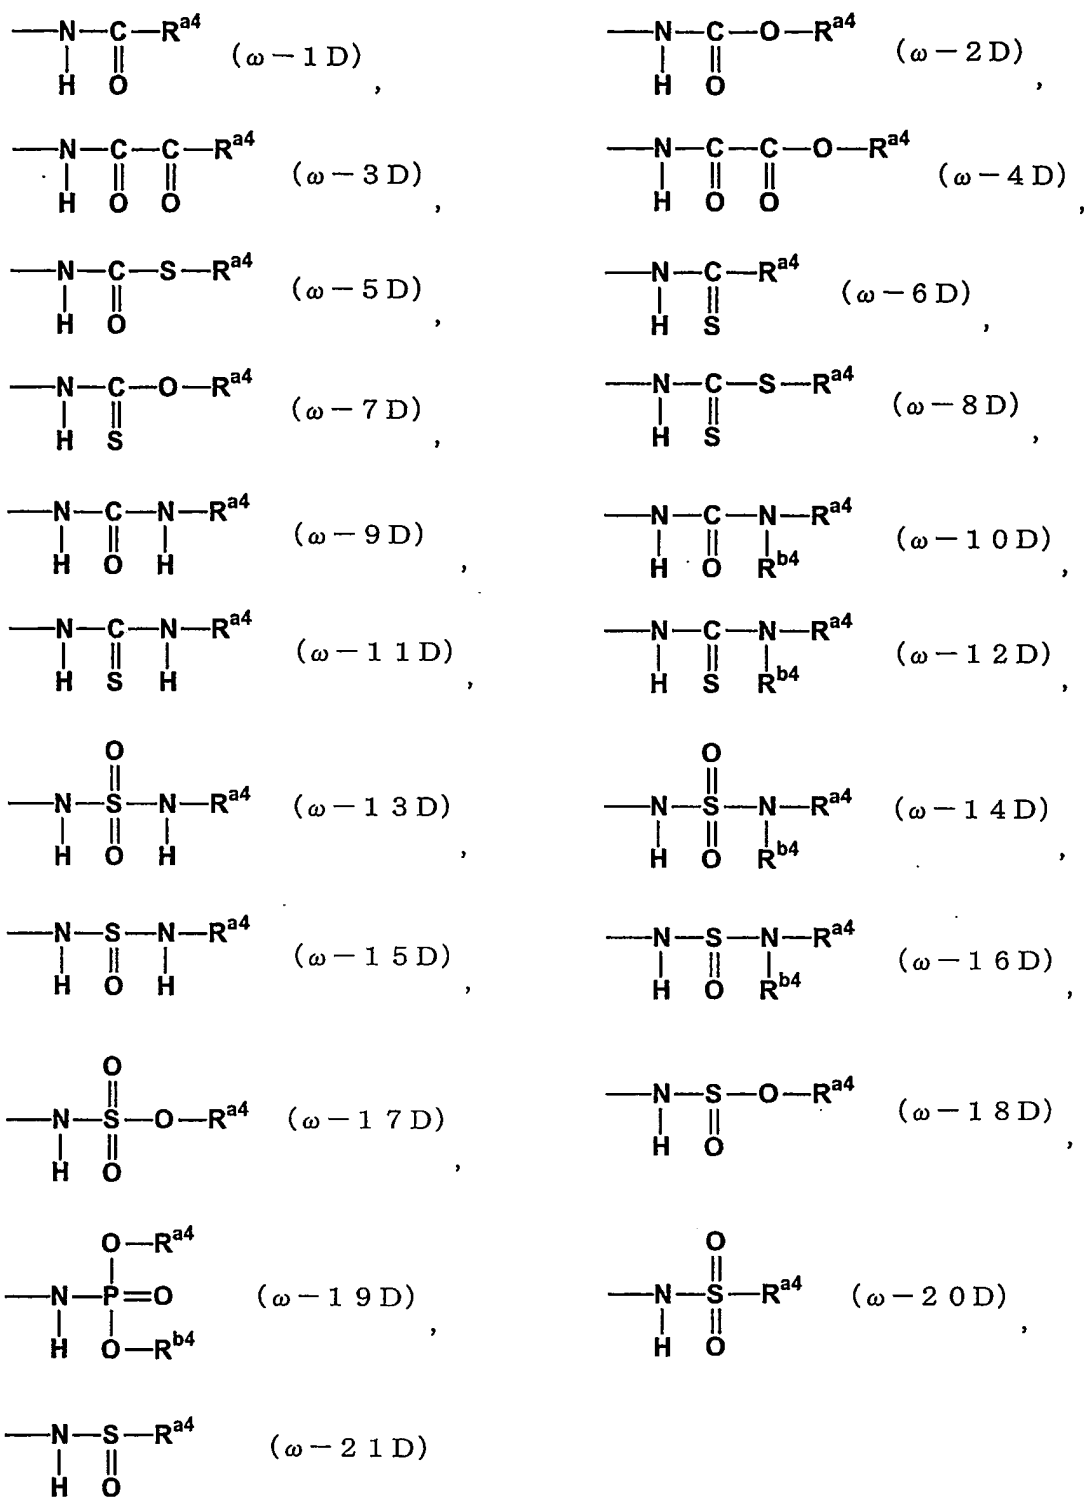 —N—C—R^a4 (ω-1D), —N—C—O—R^a4 (ω-2D),
H O H O
—N—C—C—R^a4 (ω-3D), —N—C—C—O—R^a4 (ω-4D),
H O O H O O
—N—C—S—R^a4 (ω-5D), —N—C—R^a4 (ω-6D),
H O H S
—N—C—O—R^a4 (ω-7D), —N—C—S—R^a4 (ω-8D),
H S H S
—N—C—N—R^a4 (ω-9D), —N—C—N—R^a4 (ω-10D),
H O H H O R^b4
—N—C—N—R^a4 (ω-11D), —N—C—N—R^a4 (ω-12D),
H S H H S R^b4
O O
—N—S—N—R^a4 (ω-13D), —N—S—N—R^a4 (ω-14D),
H O H H O R^b4
—N—S—N—R^a4 (ω-15D), —N—S—N—R^a4 (ω-16D),
H O H H O R^b4
O
—N—S—O—R^a4 (ω-17D), —N—S—O—R^a4 (ω-18D),
H O H O
O—R^a4 O
—N—P=O (ω-19D), —N—S—R^a4 (ω-20D),
H O—R^b4 H O
—N—S—R^a4 (ω-21D)
H O